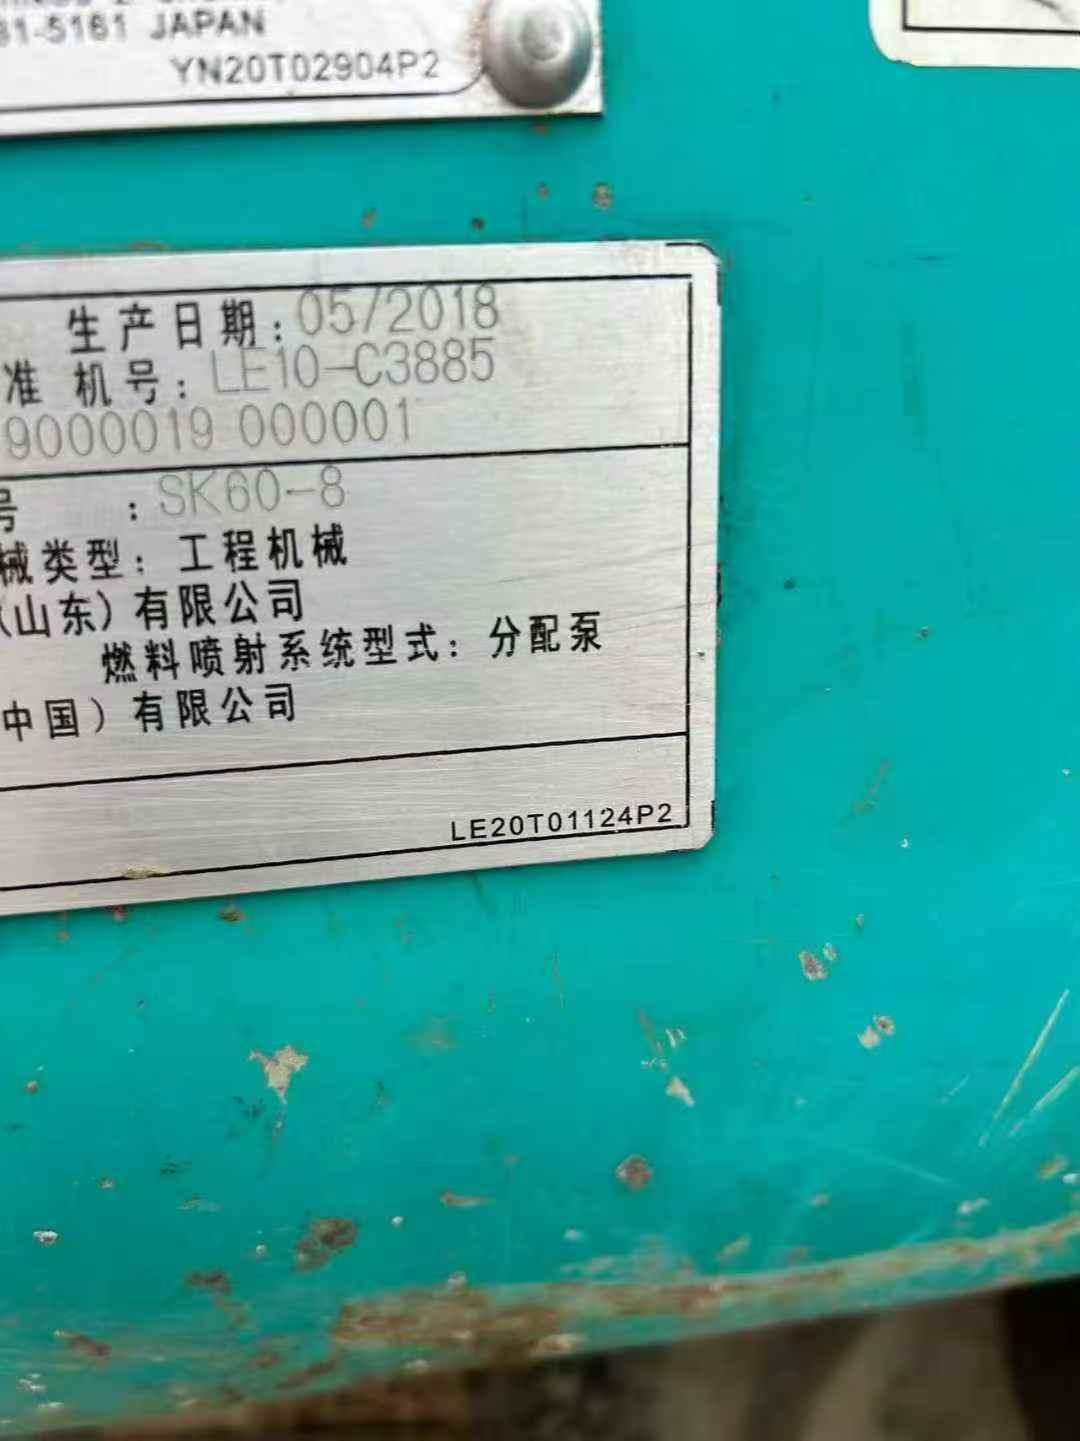 81-5161 JAPAN
YN20T02904P2
生产日期: 05/2018
准 机号: LE10-C3885
9000019 000001
号 : SK60-8
械类型: 工程机械
(山东) 有限公司
燃料喷射系统型式: 分配泵
中国) 有限公司
LE20T01124P2